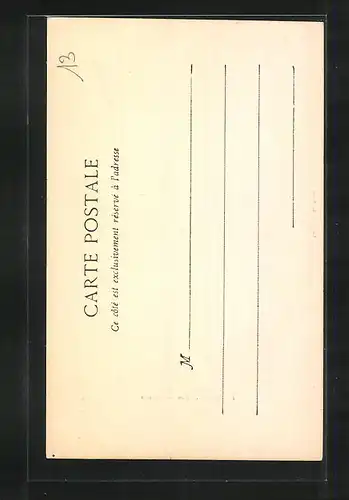 13
CARTE POSTALE
Ce côté est exclusivement réservé à l'adresse
M